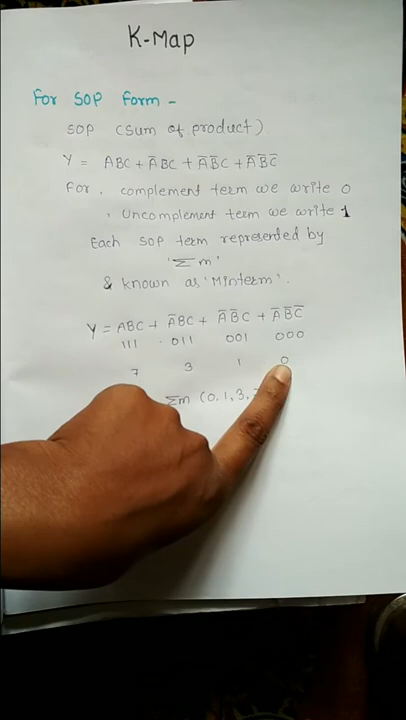 K-Map
For SOP Form -
SOP (Sum of product)
Y = ABC + A̅BC + A̅B̅C + A̅B̅C̅
For, complement term we write 0
, Uncomplement term we write 1
Each SOP term represented by
'Σm'
& known as 'Minterm'.
Y = ABC + A̅BC + A̅B̅C + A̅B̅C̅
111 011 001 000
7 3 1 0
Σm (0,1,3,